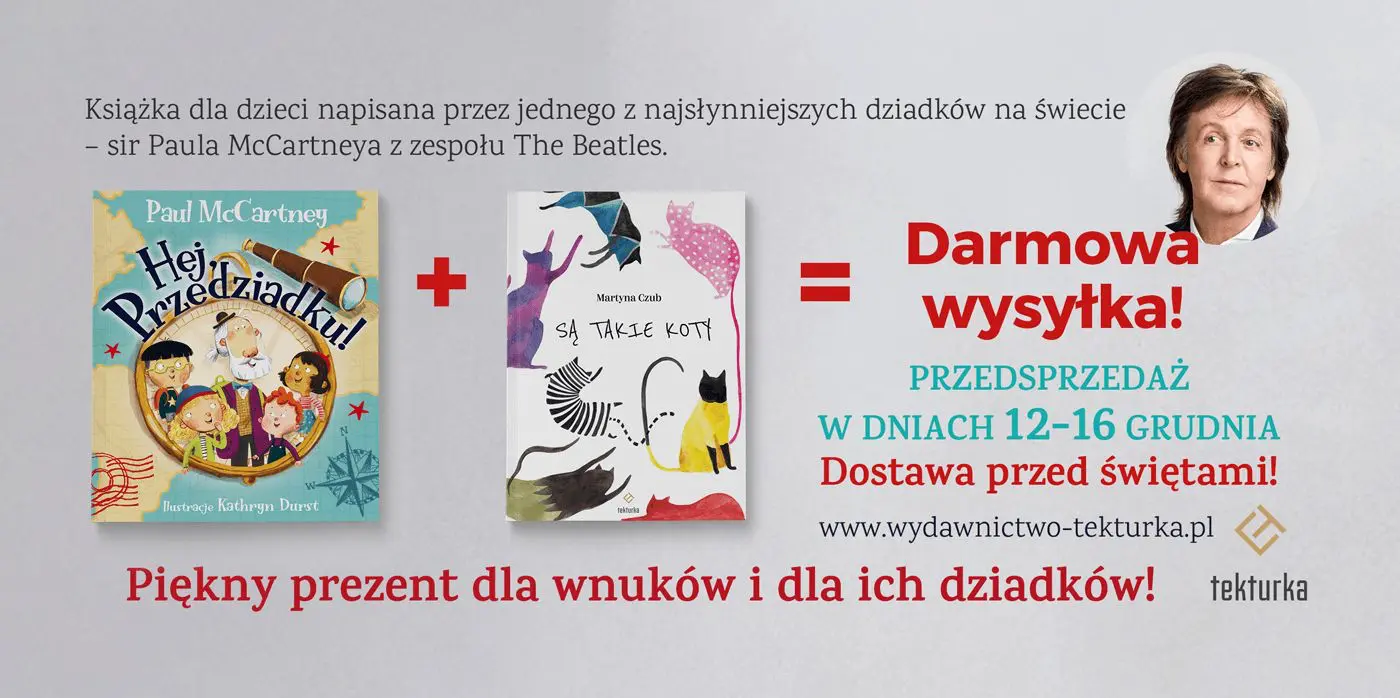 Książka dla dzieci napisana przez jednego z najsłynniejszych dziadków na świecie
– sir Paula McCartneya z zespołu The Beatles.
Paul McCartney
Hej,
Przedziadku!
N
W
Ilustracje Kathryn Durst
+
Martyna Czub
SĄ TAKIE KOTY
tekturka
=
Darmowa
wysyłka!
PRZEDSPRZEDAŻ
W DNIACH 12–16 GRUDNIA
Dostawa przed świętami!
www.wydawnictwo-tekturka.pl
tekturka
Piękny prezent dla wnuków i dla ich dziadków!